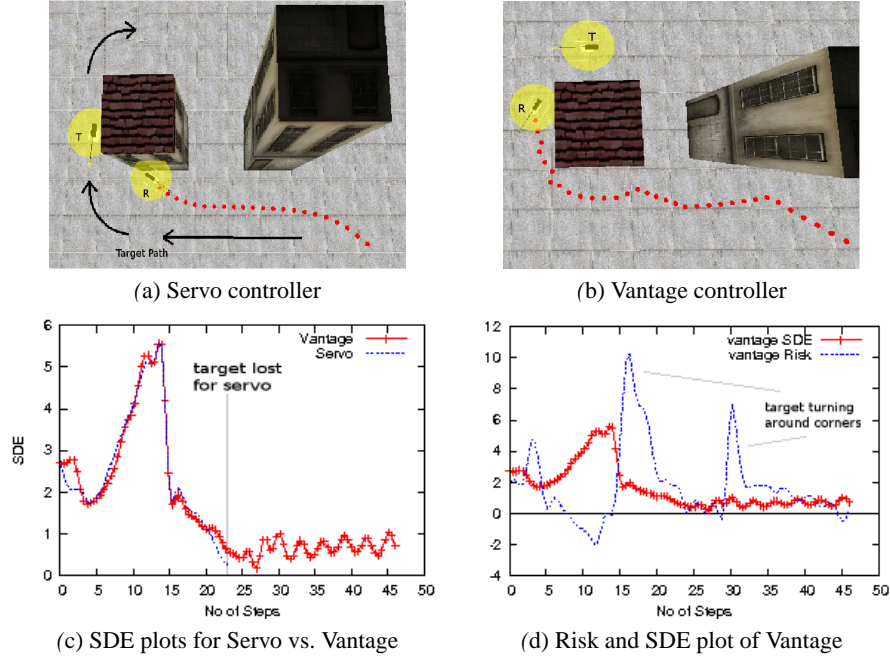 T
R
Target Path
T
R
(a) Servo controller
(b) Vantage controller
6
5
4
3
2
1
0
SDE
Vantage
Servo
target lost
for servo
0 5 10 15 20 25 30 35 40 45 50
No of Steps
12
10
8
6
4
2
0
-2
-4
vantage SDE
vantage Risk
target turning
around corners
0 5 10 15 20 25 30 35 40 45 50
No of Steps
(c) SDE plots for Servo vs. Vantage
(d) Risk and SDE plot of Vantage